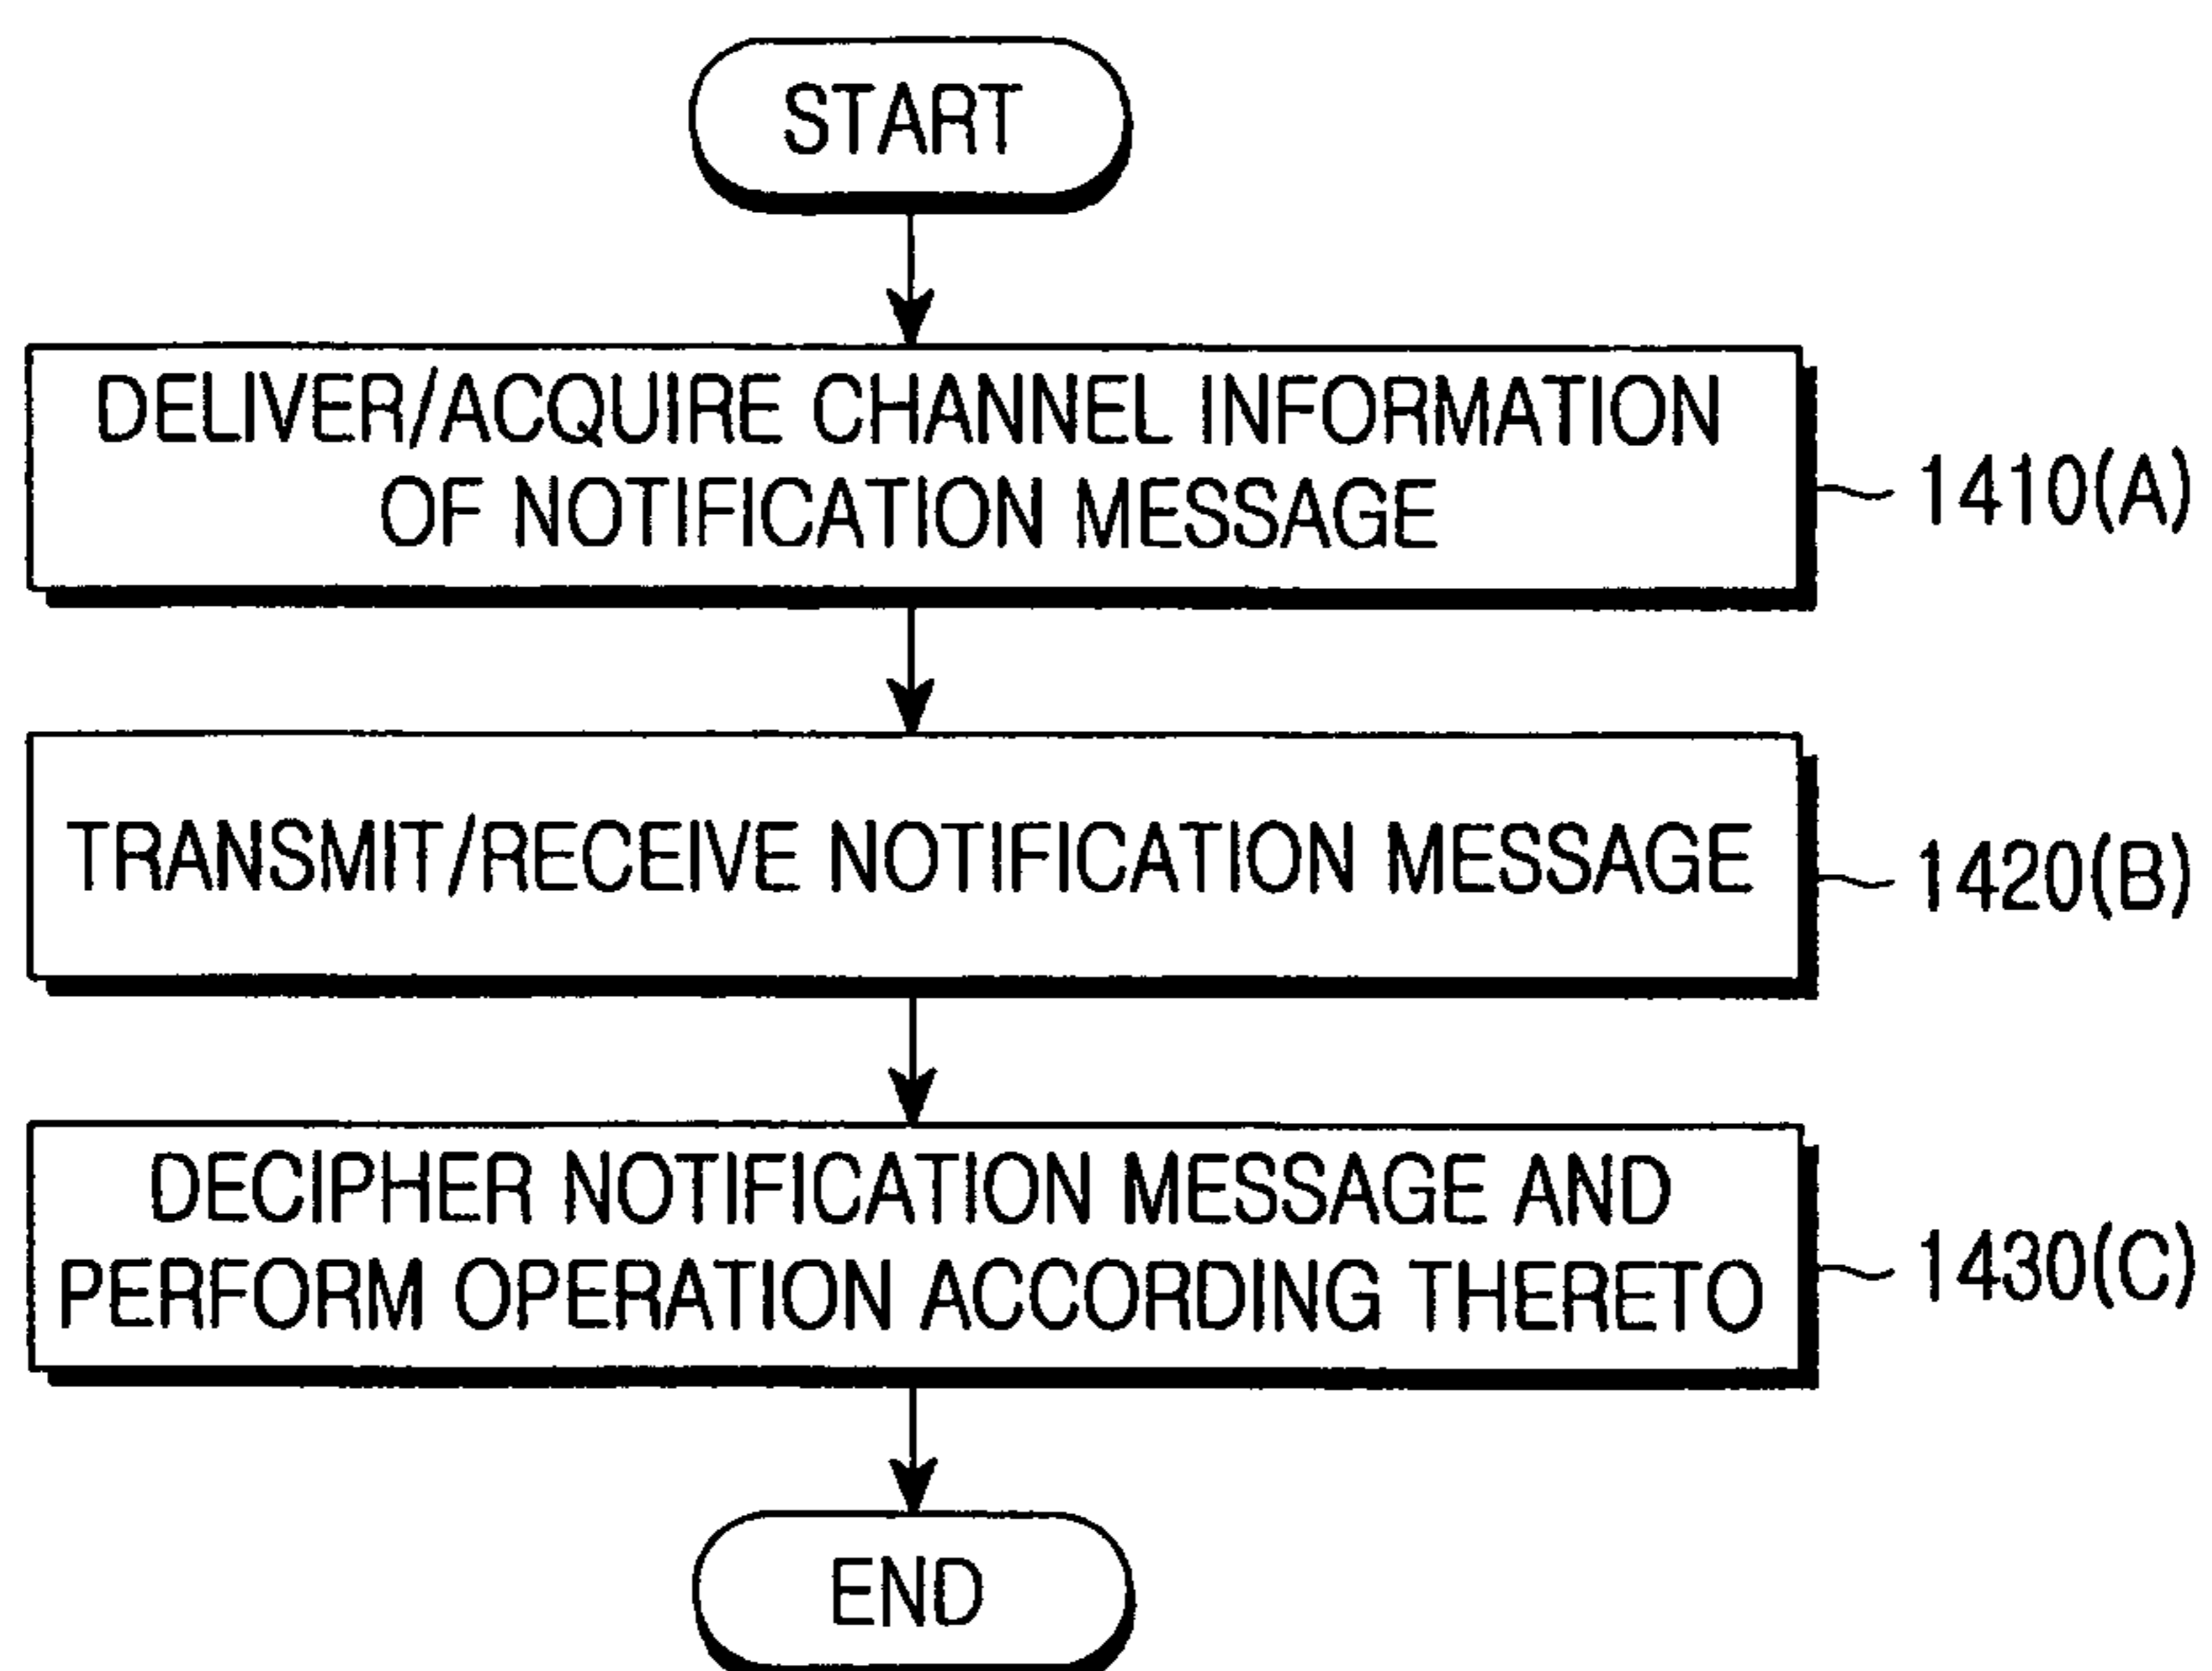 START
DELIVER/ACQUIRE CHANNEL INFORMATION
OF NOTIFICATION MESSAGE
1410(A)
TRANSMIT/RECEIVE NOTIFICATION MESSAGE
1420(B)
DECIPHER NOTIFICATION MESSAGE AND
PERFORM OPERATION ACCORDING THERETO
1430(C)
END